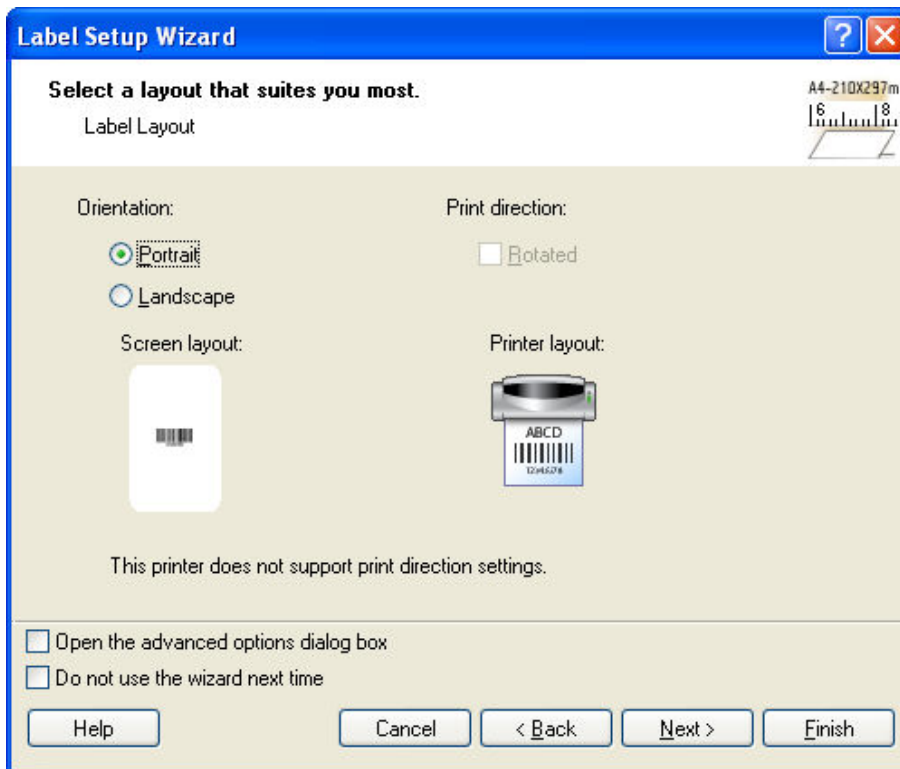 Label Setup Wizard
Select a layout that suites you most.
Label Layout
A4-210X297m
6 8
Orientation:
Print direction:
Portrait
Rotated
Landscape
Screen layout:
Printer layout:
ABCD
12345678
This printer does not support print direction settings.
Open the advanced options dialog box
Do not use the wizard next time
Help
Cancel
< Back
Next >
Finish